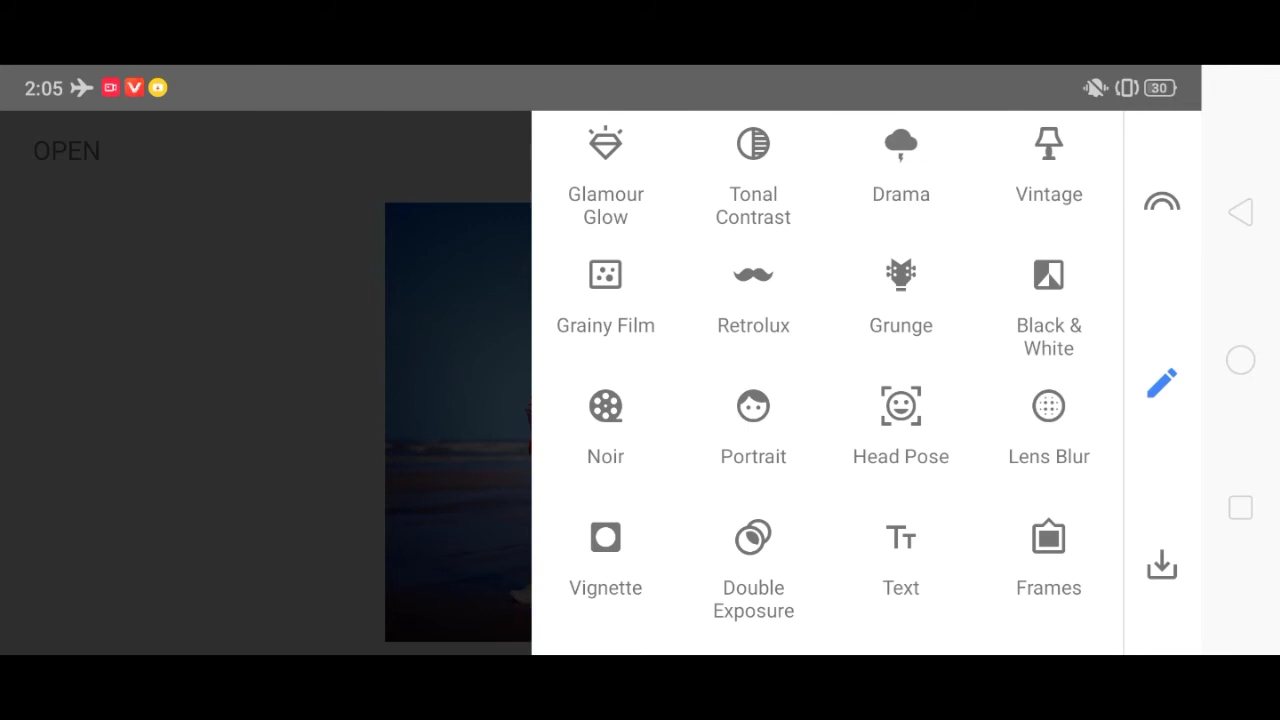 2:05
30
OPEN
Glamour
Glow
Tonal
Contrast
Drama
Vintage
Grainy Film
Retrolux
Grunge
Black &
White
Noir
Portrait
Head Pose
Lens Blur
Vignette
Double
Exposure
Text
Frames